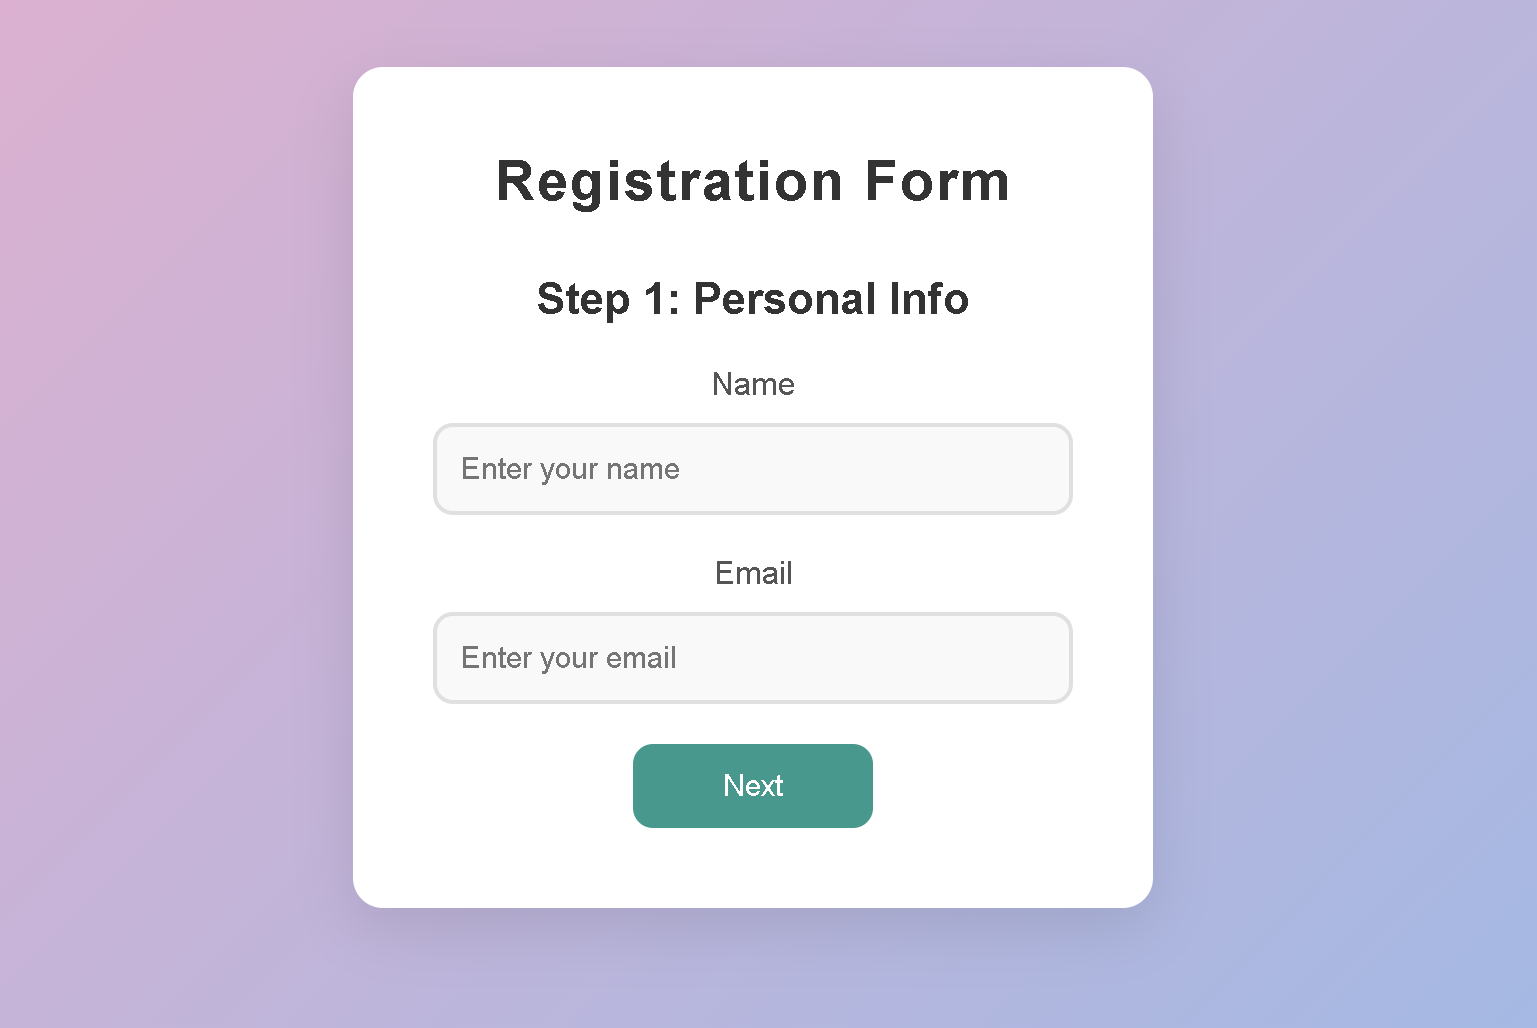 Registration Form
Step 1: Personal Info
Name
Enter your name
Email
Enter your email
Next